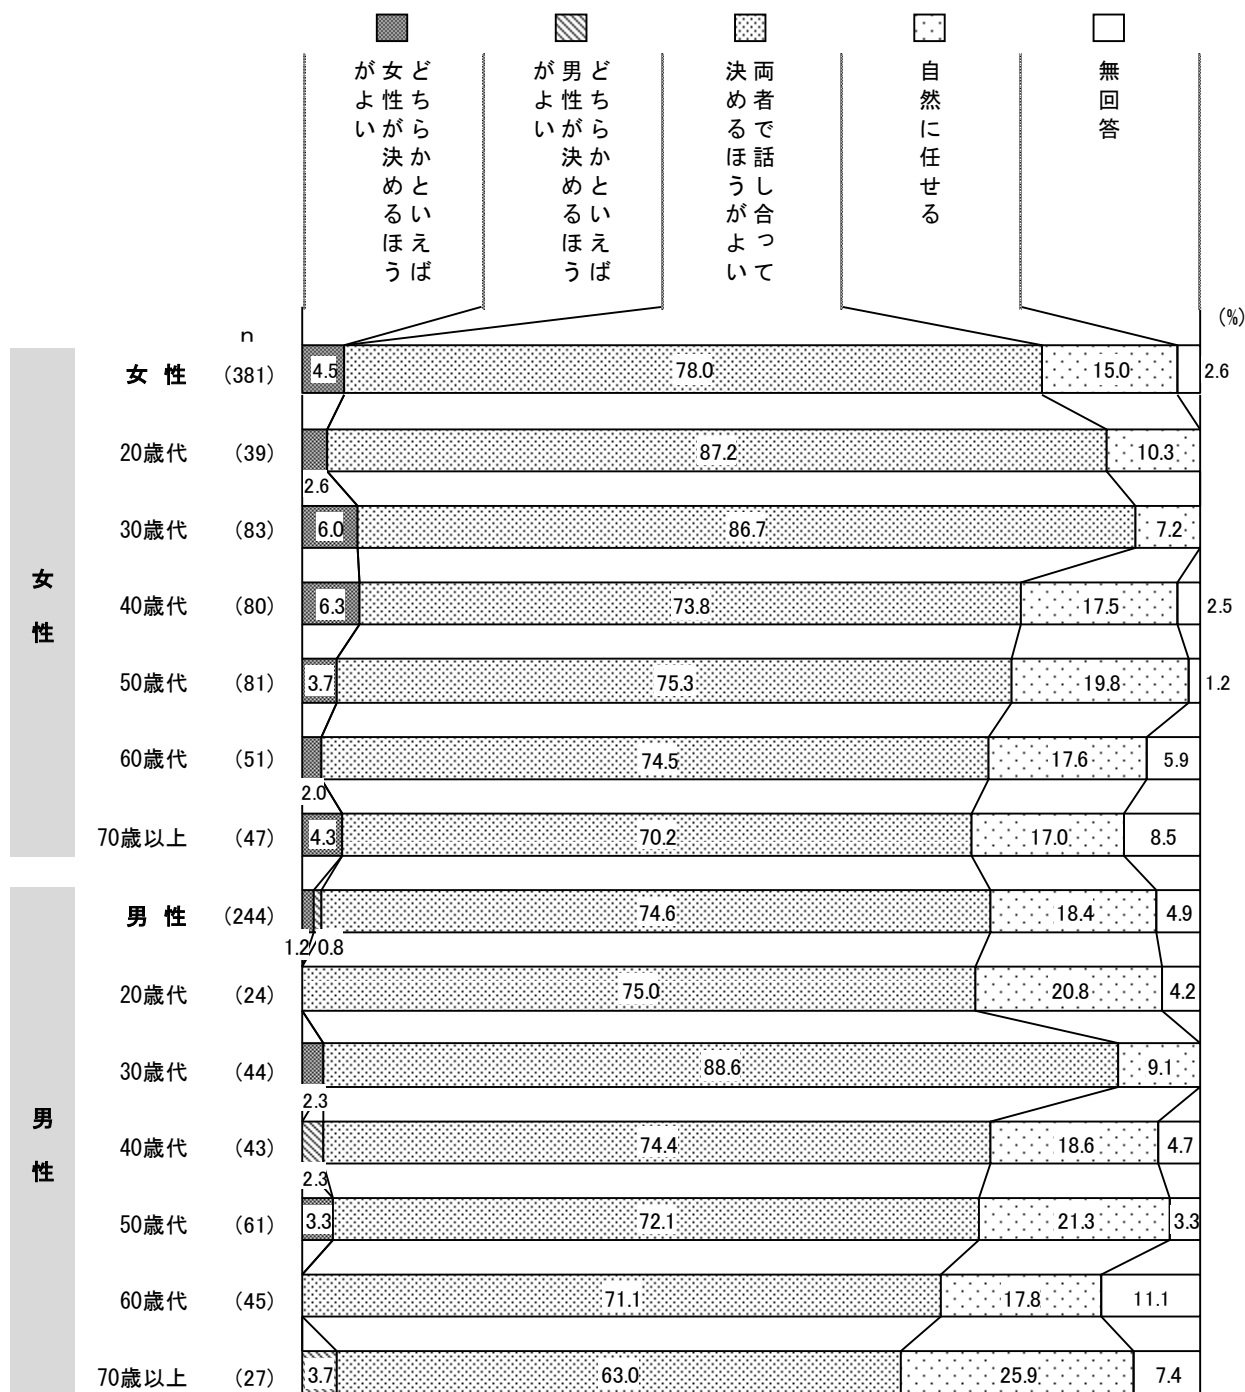 どちらかといえば
女性が決めるほう
がよい
どちらかといえば
男性が決めるほう
がよい
両者で話し合って
決めるほうがよい
自然に任せる
無回答
(%)
n
女性
女 性 (381) 4.5 78.0 15.0 2.6
20歳代 (39) 2.6 87.2 10.3
30歳代 (83) 6.0 86.7 7.2
40歳代 (80) 6.3 73.8 17.5 2.5
50歳代 (81) 3.7 75.3 19.8 1.2
60歳代 (51) 2.0 74.5 17.6 5.9
70歳以上 (47) 4.3 70.2 17.0 8.5
男性
男 性 (244) 1.2 0.8 74.6 18.4 4.9
20歳代 (24) 75.0 20.8 4.2
30歳代 (44) 2.3 88.6 9.1
40歳代 (43) 2.3 74.4 18.6 4.7
50歳代 (61) 3.3 72.1 21.3 3.3
60歳代 (45) 71.1 17.8 11.1
70歳以上 (27) 3.7 63.0 25.9 7.4